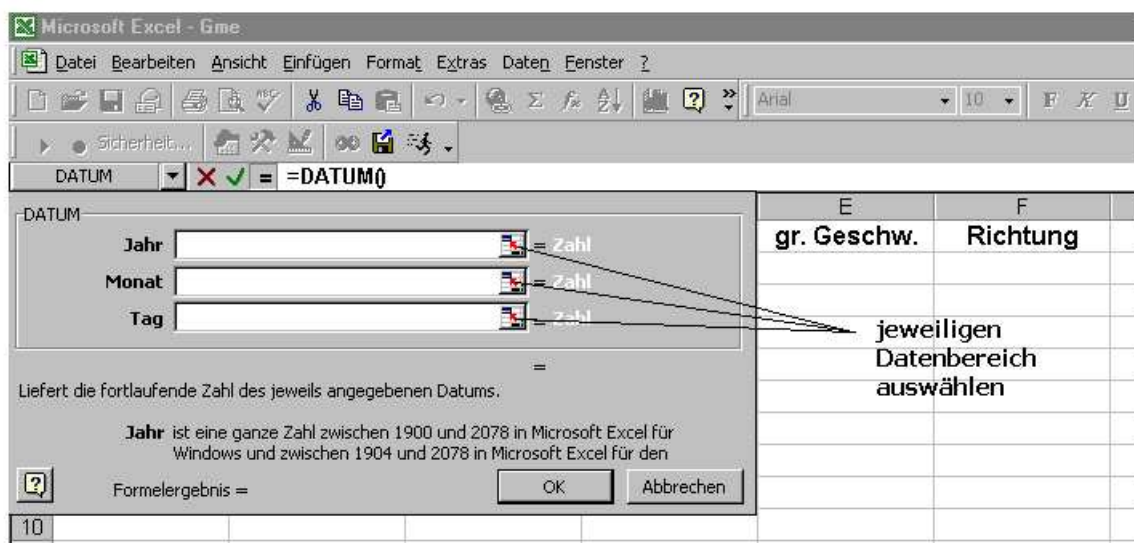 Microsoft Excel - Gme
Datei Bearbeiten Ansicht Einfügen Format Extras Daten Fenster ?
ABC Σ fx Arial 10 F K U
Sicherheit...
DATUM = =DATUM()
DATUM
E F
gr. Geschw. Richtung
Jahr = Zahl
Monat = Zahl
Tag = Zahl
jeweiligen
Datenbereich
auswählen
=
Liefert die fortlaufende Zahl des jeweils angegebenen Datums.
Jahr ist eine ganze Zahl zwischen 1900 und 2078 in Microsoft Excel für
Windows und zwischen 1904 und 2078 in Microsoft Excel für den
Formelergebnis = OK Abbrechen
10